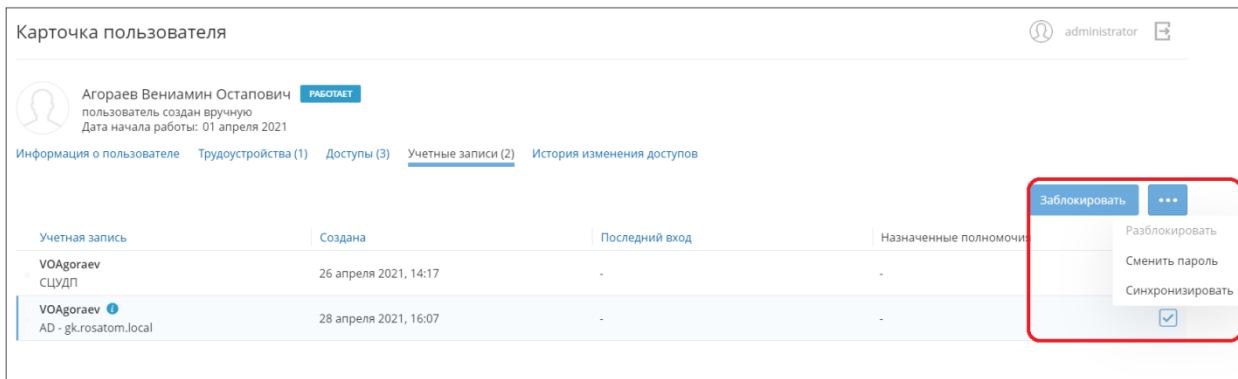 Карточка пользователя
administrator
Агораев Вениамин Остапович РАБОТАЕТ
пользователь создан вручную
Дата начала работы: 01 апреля 2021
Информация о пользователе Трудоустройства (1) Доступы (3) Учетные записи (2) История изменения доступов
Заблокировать
Разблокировать
Сменить пароль
Синхронизировать
Учетная запись Создана Последний вход Назначенные полномочия
VOAgoraev
СЦУДП
26 апреля 2021, 14:17 - -
VOAgoraev
AD - gk.rosatom.local
28 апреля 2021, 16:07 - -